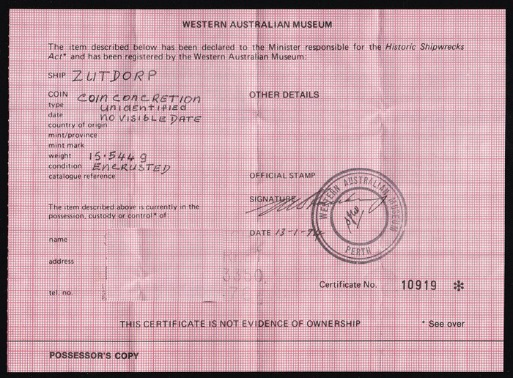 WESTERN AUSTRALIAN MUSEUM
The item described below has been declared to the Minister responsible for the Historic Shipwrecks
Act* and has been registered by the Western Australian Museum:
SHIP ZUTDORP
COIN COIN CONCRETION
type UNIDENTIFIED
date NO VISIBLE DATE
country of origin
mint/province
mint mark
weight 15.544 g
condition ENCRUSTED
catalogue reference
OTHER DETAILS
OFFICIAL STAMP
SIGNATURE
DATE 13-1-
WESTERN AUSTRALIAN MUSEUM
PERTH
The item described above is currently in the
possession, custody or control* of
name
address
tel. no.
Certificate No. 10919 *
THIS CERTIFICATE IS NOT EVIDENCE OF OWNERSHIP
* See over
POSSESSOR'S COPY